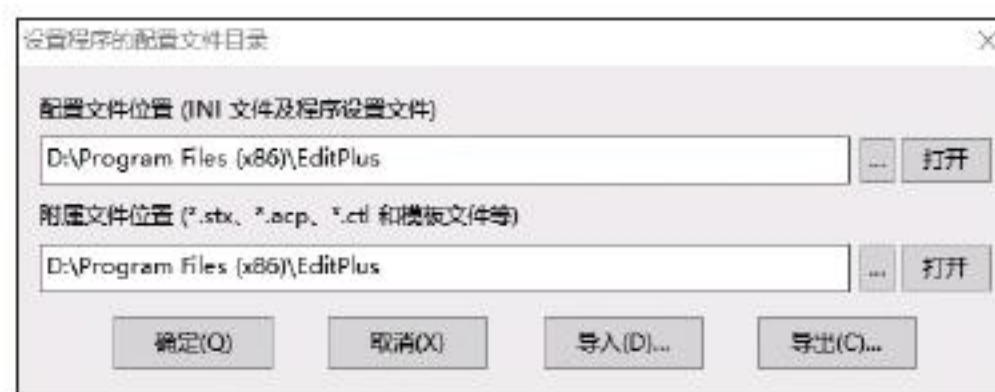 设置程序的配置文件目录
配置文件位置 (INI 文件及程序设置文件)
D:\Program Files (x86)\EditPlus
... 打开
附属文件位置 (*.stx、*.acp、*.ctl 和模板文件等)
D:\Program Files (x86)\EditPlus
... 打开
确定(Q) 取消(X) 导入(D)... 导出(C)...